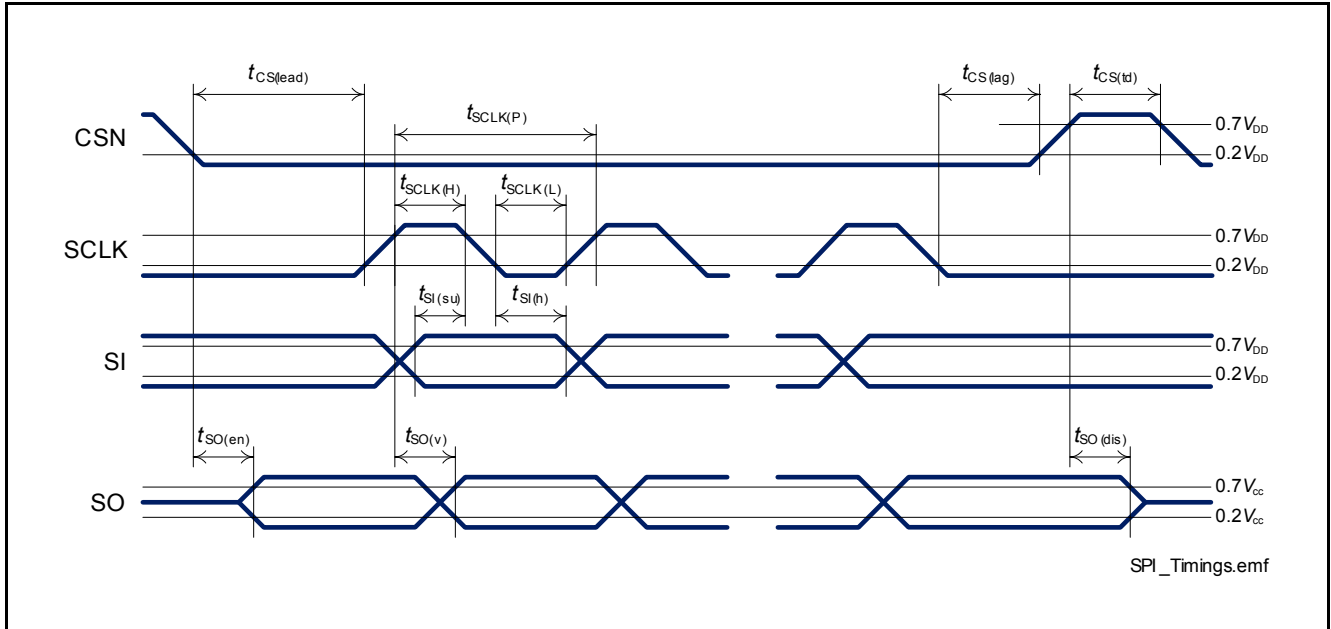 tCS(lead)
tCS(lag)
tCS(td)
CSN
tSCLK(P)
0.7VDD
0.2VDD
tSCLK(H)
tSCLK(L)
SCLK
0.7VDD
0.2VDD
tSI(su)
tSI(h)
SI
0.7VDD
0.2VDD
tSO(en)
tSO(v)
tSO(dis)
SO
0.7Vcc
0.2Vcc
SPI_Timings.emf